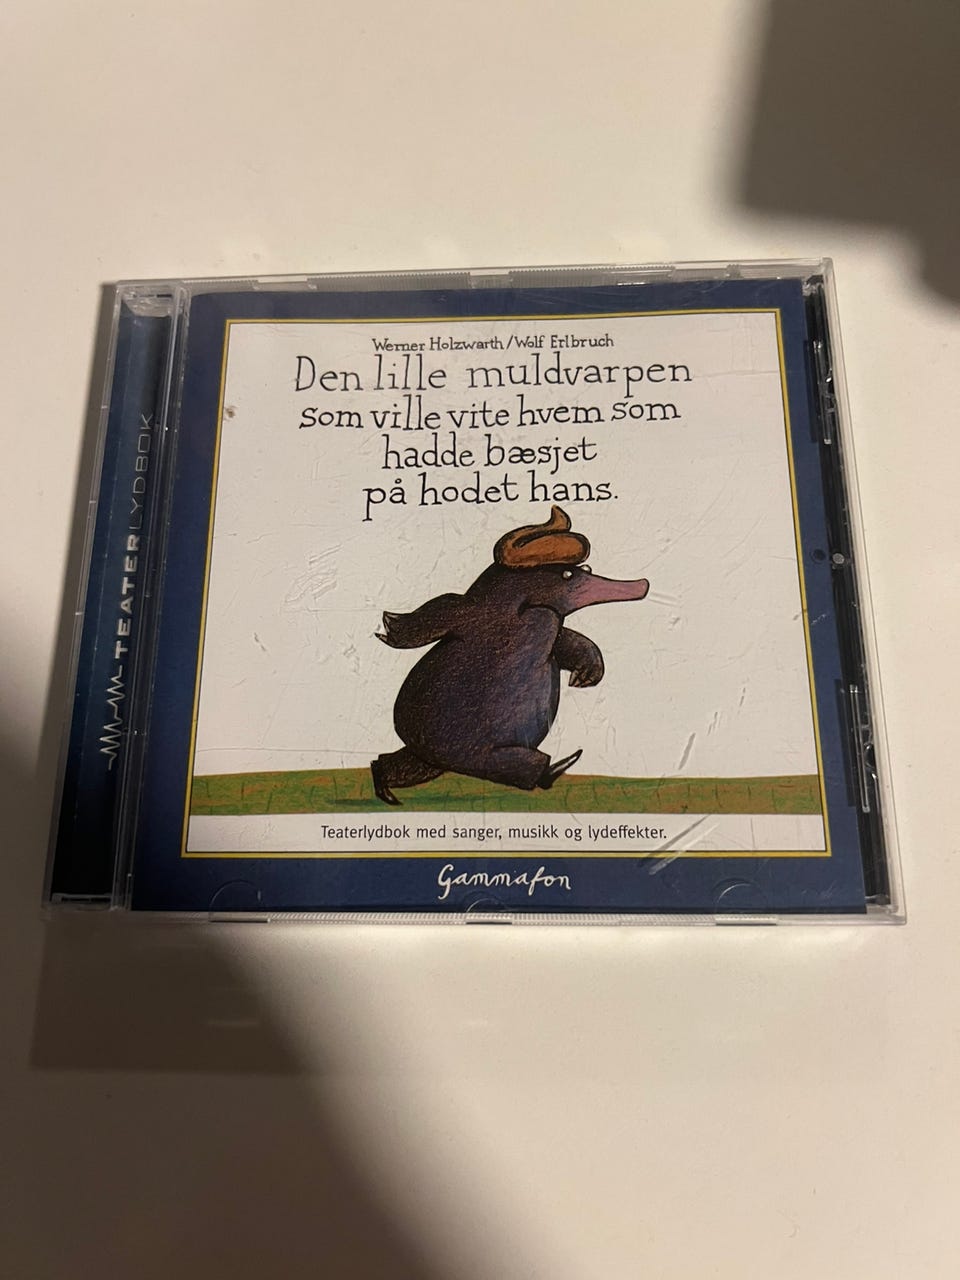 Werner Holzwarth/Wolf Erlbruch
Den lille muldvarpen
som ville vite hvem som
hadde bæsjet
på hodet hans.
Teaterlydbok med sanger, musikk og lydeffekter.
Gammafon
TEATERLYDBOK